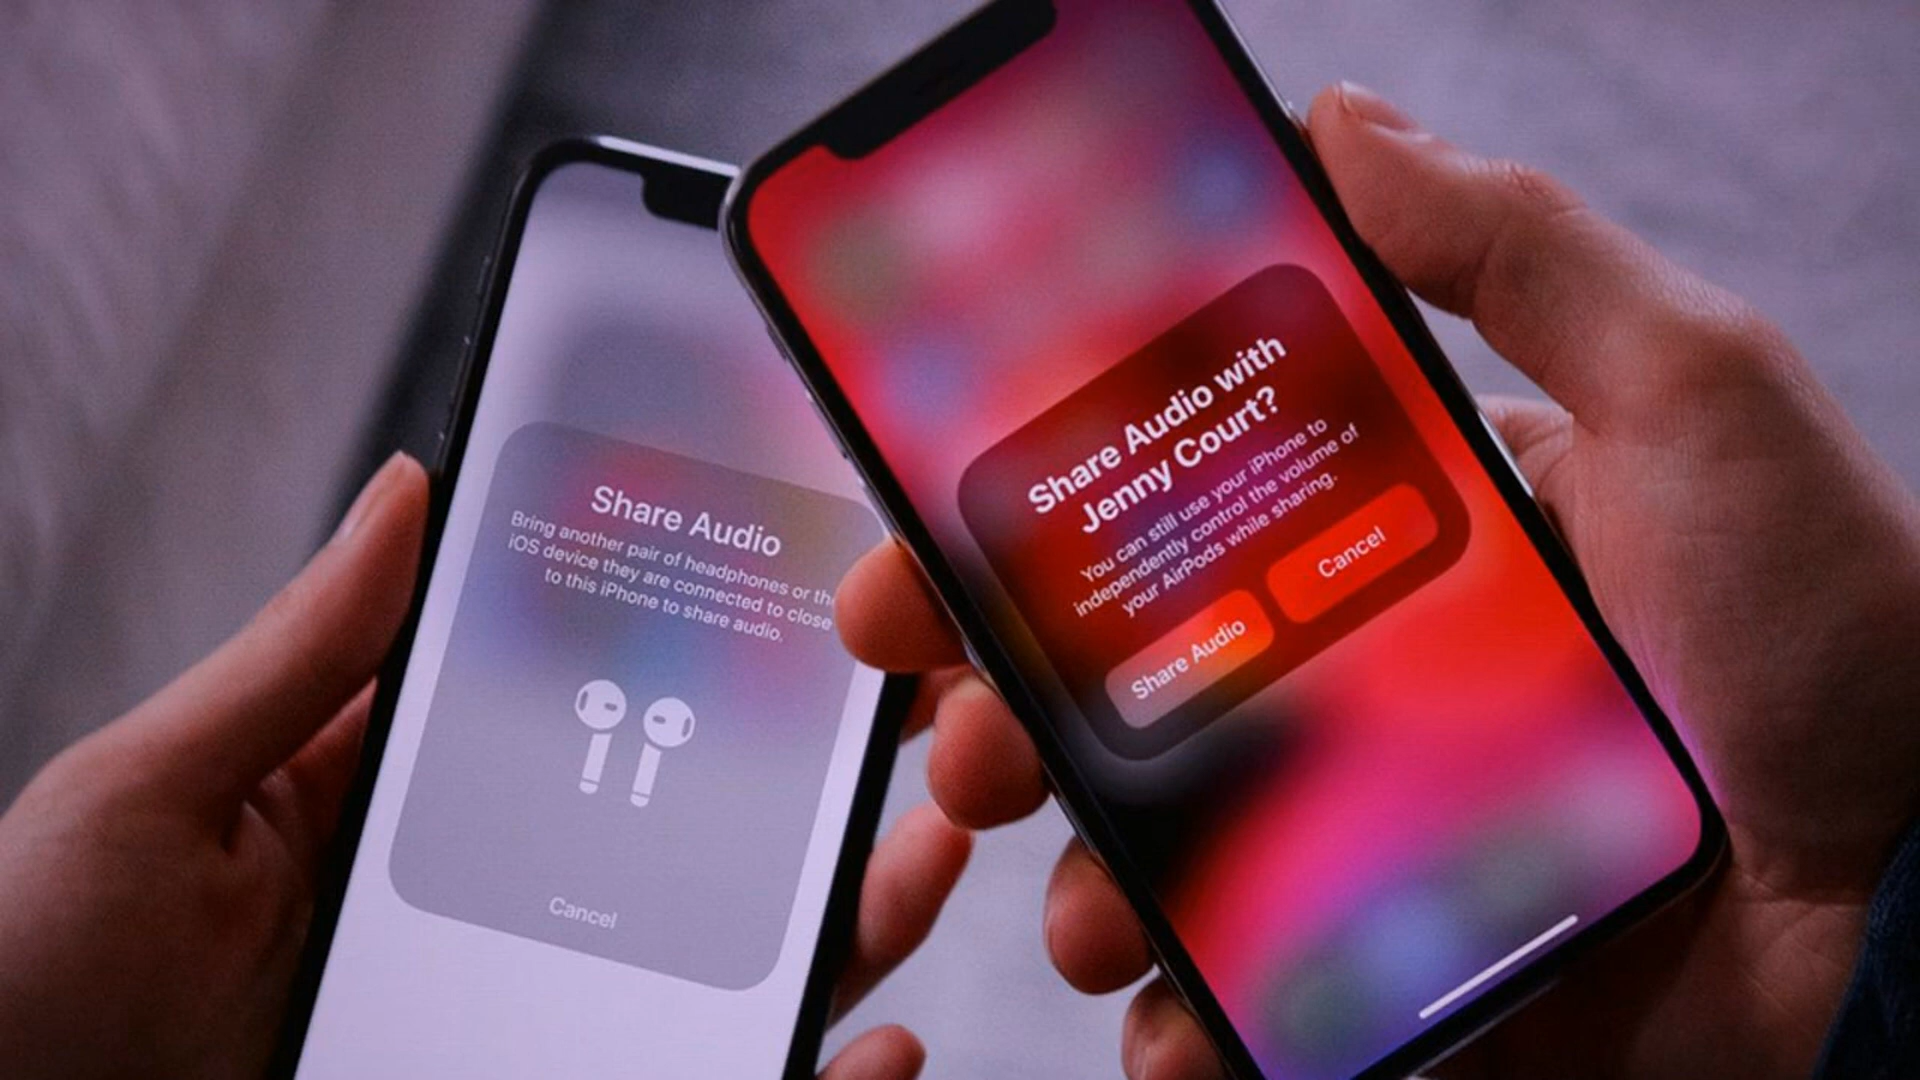 Share Audio
Bring another pair of headphones or the
iOS device they are connected to close
to this iPhone to share audio.
Cancel
Share Audio with
Jenny Court?
You can still use your iPhone to
independently control the volume of
your AirPods while sharing.
Share Audio
Cancel